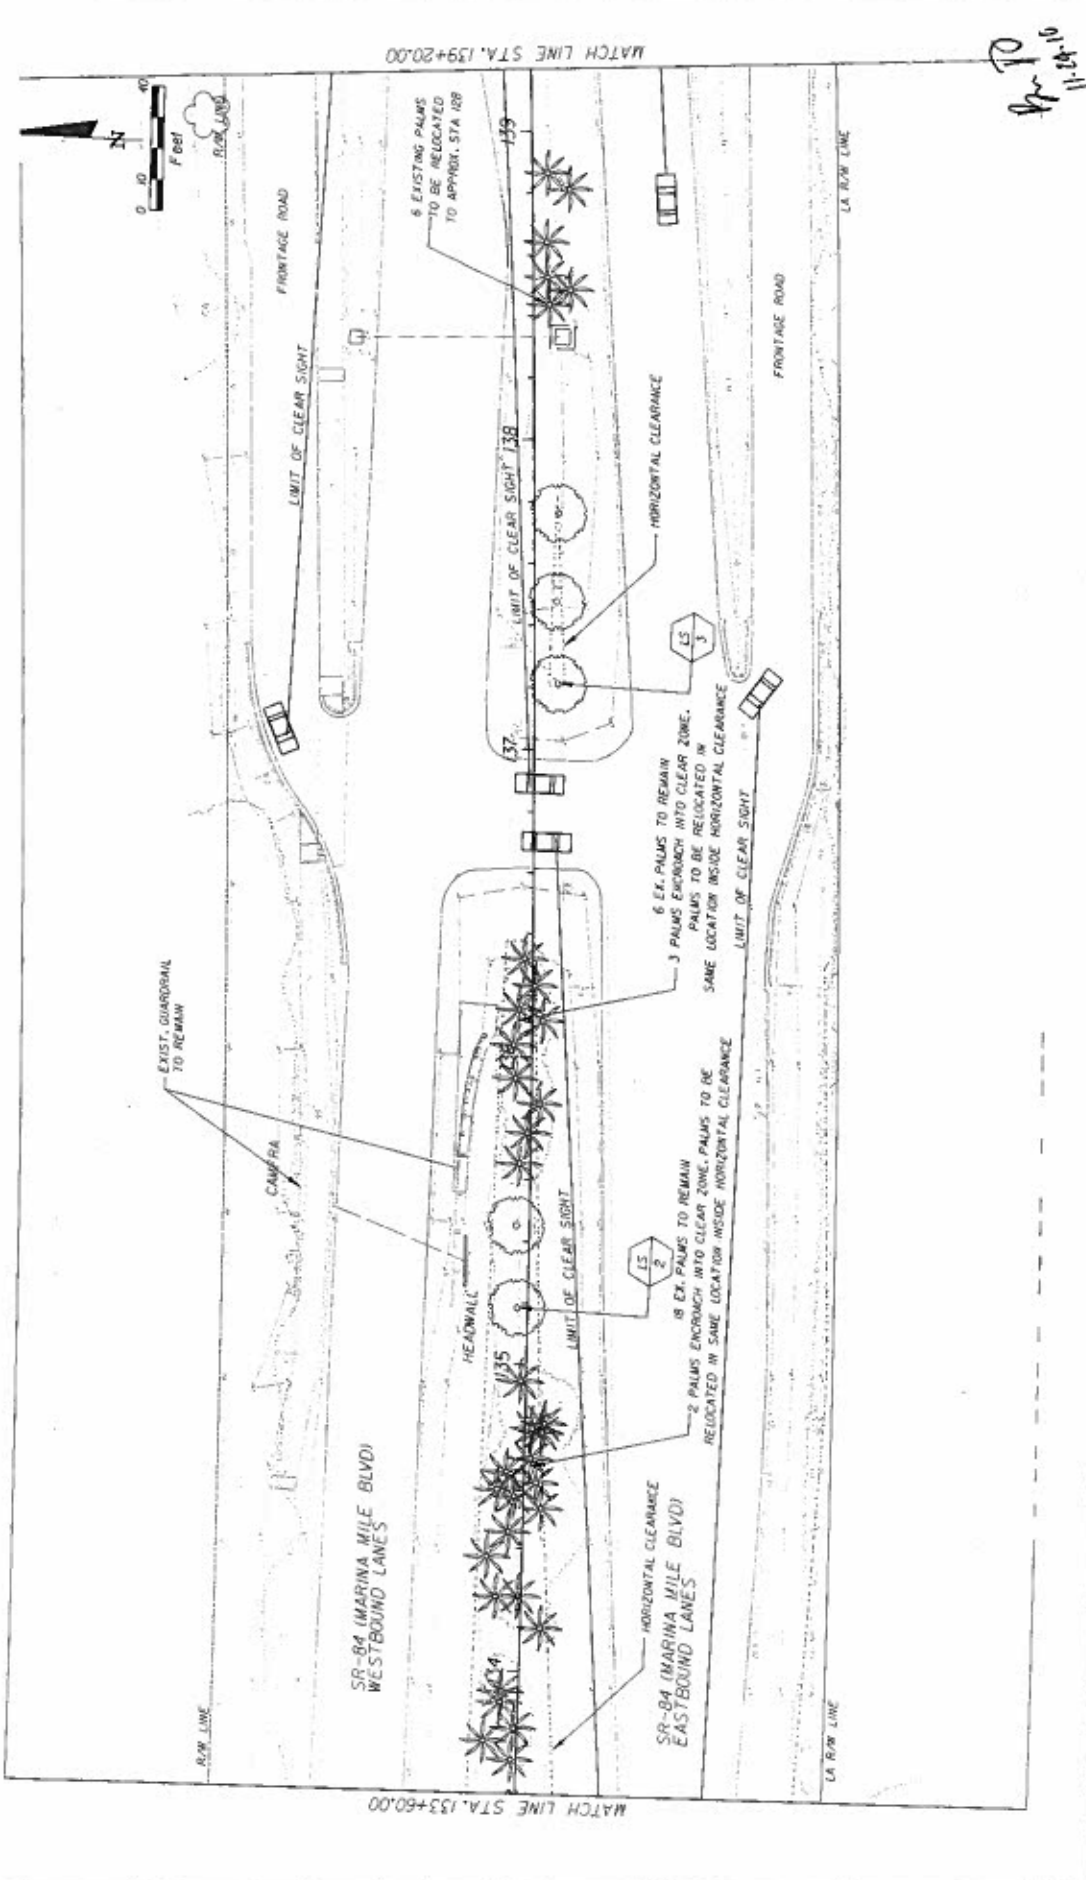 MATCH LINE STA. 139+20.00
11-24-10
N
0 10 40
Feet
R/W LINE
FRONTAGE ROAD
LIMIT OF CLEAR SIGHT
6 EXISTING PALMS
TO BE RELOCATED
TO APPROX. STA 128
139
LA R/W LINE
FRONTAGE ROAD
138
LIMIT OF CLEAR SIGHT
HORIZONTAL CLEARANCE
LS
3
137
6 EX. PALMS TO REMAIN
3 PALMS ENCROACH INTO CLEAR ZONE.
PALMS TO BE RELOCATED IN
SAME LOCATION INSIDE HORIZONTAL CLEARANCE
LIMIT OF CLEAR SIGHT
EXIST. GUARDRAIL
TO REMAIN
136
HEADWALL
LIMIT OF CLEAR SIGHT
LS
2
135
18 EX. PALMS TO REMAIN
2 PALMS ENCROACH INTO CLEAR ZONE. PALMS TO BE
RELOCATED IN SAME LOCATION INSIDE HORIZONTAL CLEARANCE
SR-84 (MARINA MILE BLVD)
WESTBOUND LANES
HORIZONTAL CLEARANCE
SR-84 (MARINA MILE BLVD)
EASTBOUND LANES
134
R/W LINE
LA R/W LINE
MATCH LINE STA. 133+60.00